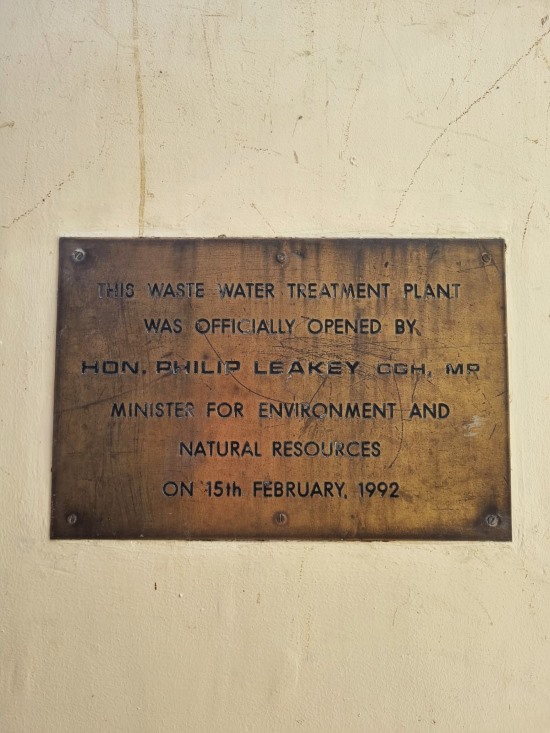 THIS WASTE WATER TREATMENT PLANT
WAS OFFICIALLY OPENED BY
HON. PHILIP LEAKEY CGH, MP
MINISTER FOR ENVIRONMENT AND
NATURAL RESOURCES
ON 15th FEBRUARY, 1992